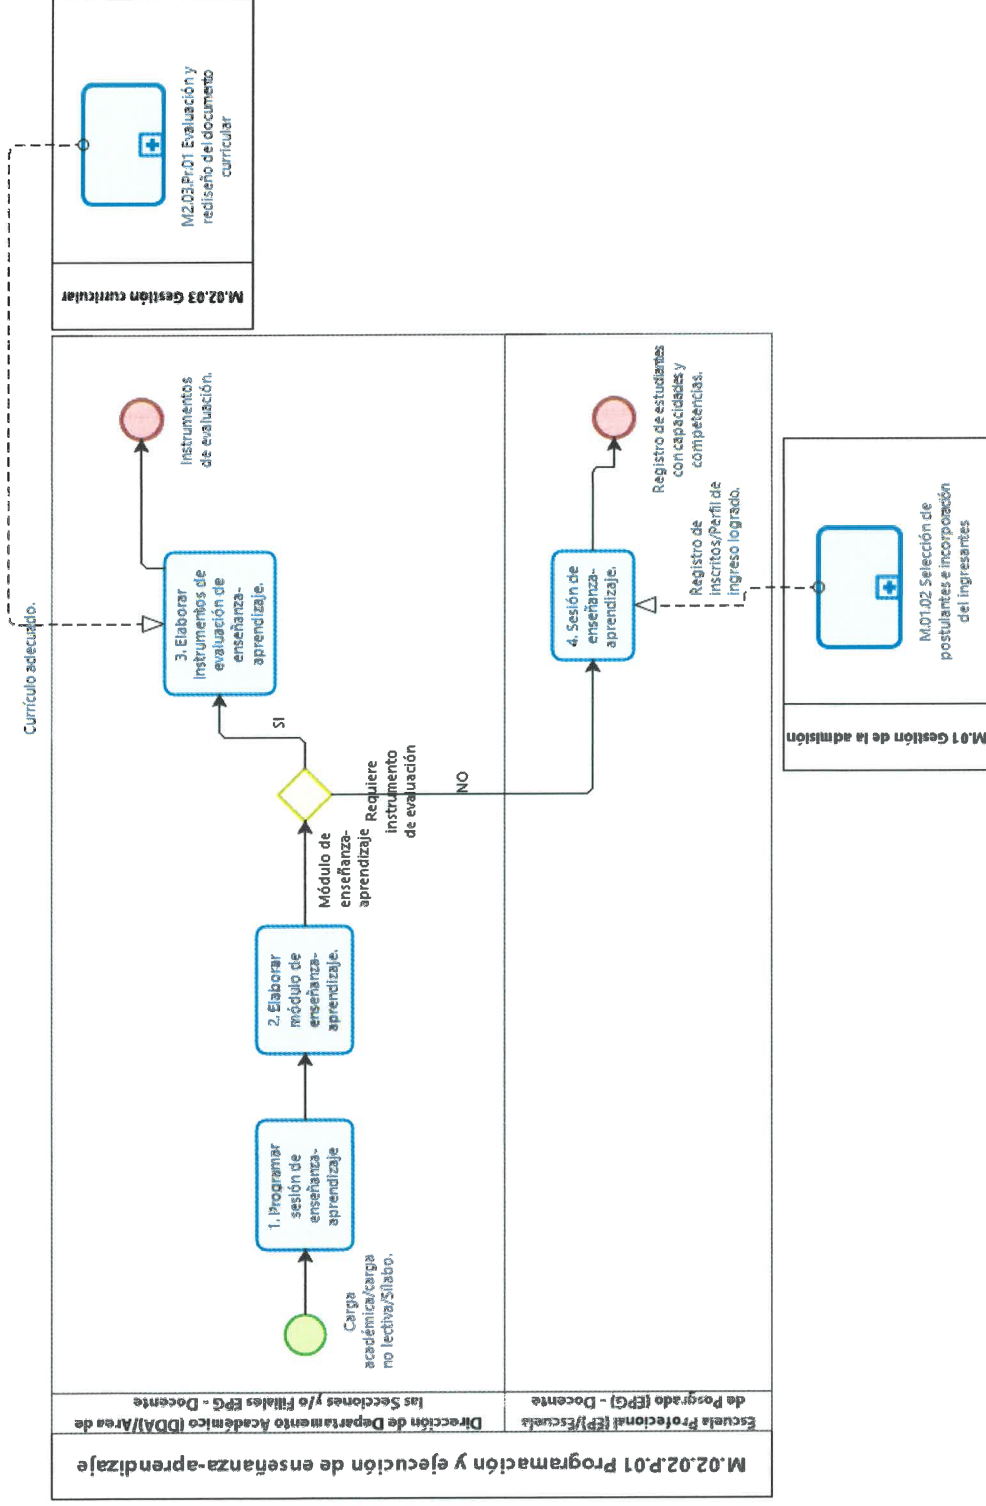 M.02.02.P.01 Programación y ejecución de enseñanza-aprendizaje
Dirección de Departamento Académico (DDA)/Area de
las Secciones y/o Filiales EPG - Docente
Escuela Profecional (EP)/Escuela
de Posgrado (EPG) - Docente
Carga
académica/carga
no lectiva/Sílabo.
1. Programar
sesión de
enseñanza-
aprendizaje
2. Elaborar
módulo de
enseñanza-
aprendizaje.
Módulo de
enseñanza-
aprendizaje
Requiere
instrumento
de evaluación
SI
NO
3. Elaborar
Instrumentos de
evaluación de
enseñanza-
aprendizaje.
Instrumentos
de evaluación.
4. Sesión de
enseñanza-
aprendizaje.
Registro de estudiantes
con capacidades y
competencias.
Registro de
inscritos/Perfil de
ingreso logrado.
Currículo adecuado.
M.02.03 Gestión curricular
M2.03.Pr.01 Evaluación y
rediseño del documento
curricular
M.01 Gestión de la admisión
M.01.02 Selección de
postulantes e incorporación
del ingresantes